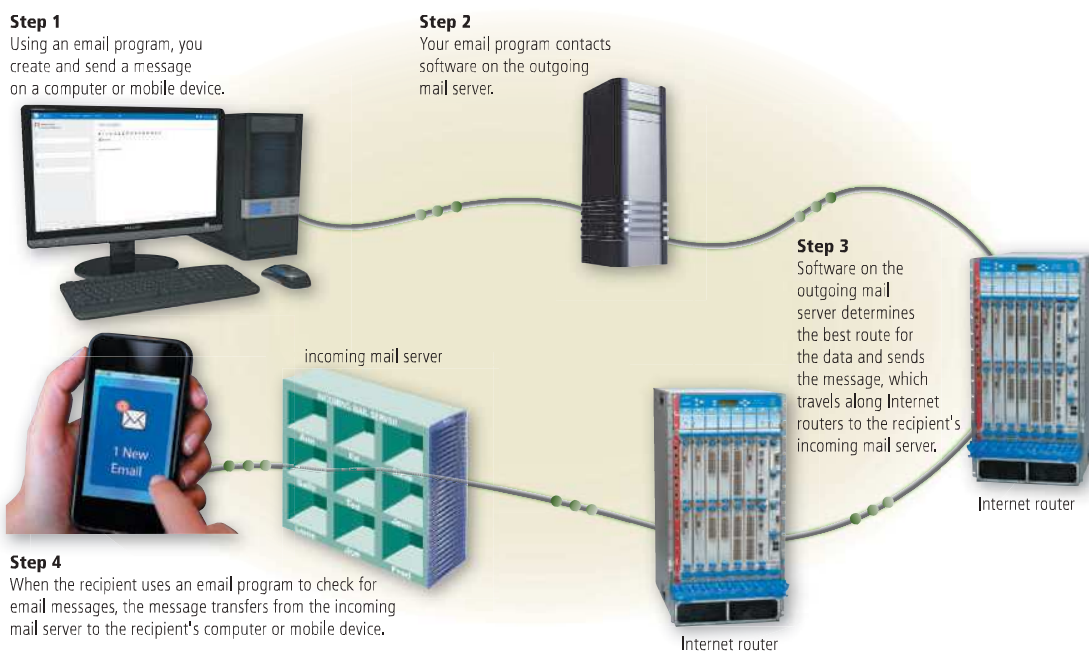 Step 1
Using an email program, you
create and send a message
on a computer or mobile device.
Step 2
Your email program contacts
software on the outgoing
mail server.
Step 3
Software on the
outgoing mail
server determines
the best route for
the data and sends
the message, which
travels along Internet
routers to the recipient's
incoming mail server.
Internet router
incoming mail server
INCOMING MAIL SERVER
1 New
Email
Step 4
When the recipient uses an email program to check for
email messages, the message transfers from the incoming
mail server to the recipient's computer or mobile device.
Internet router